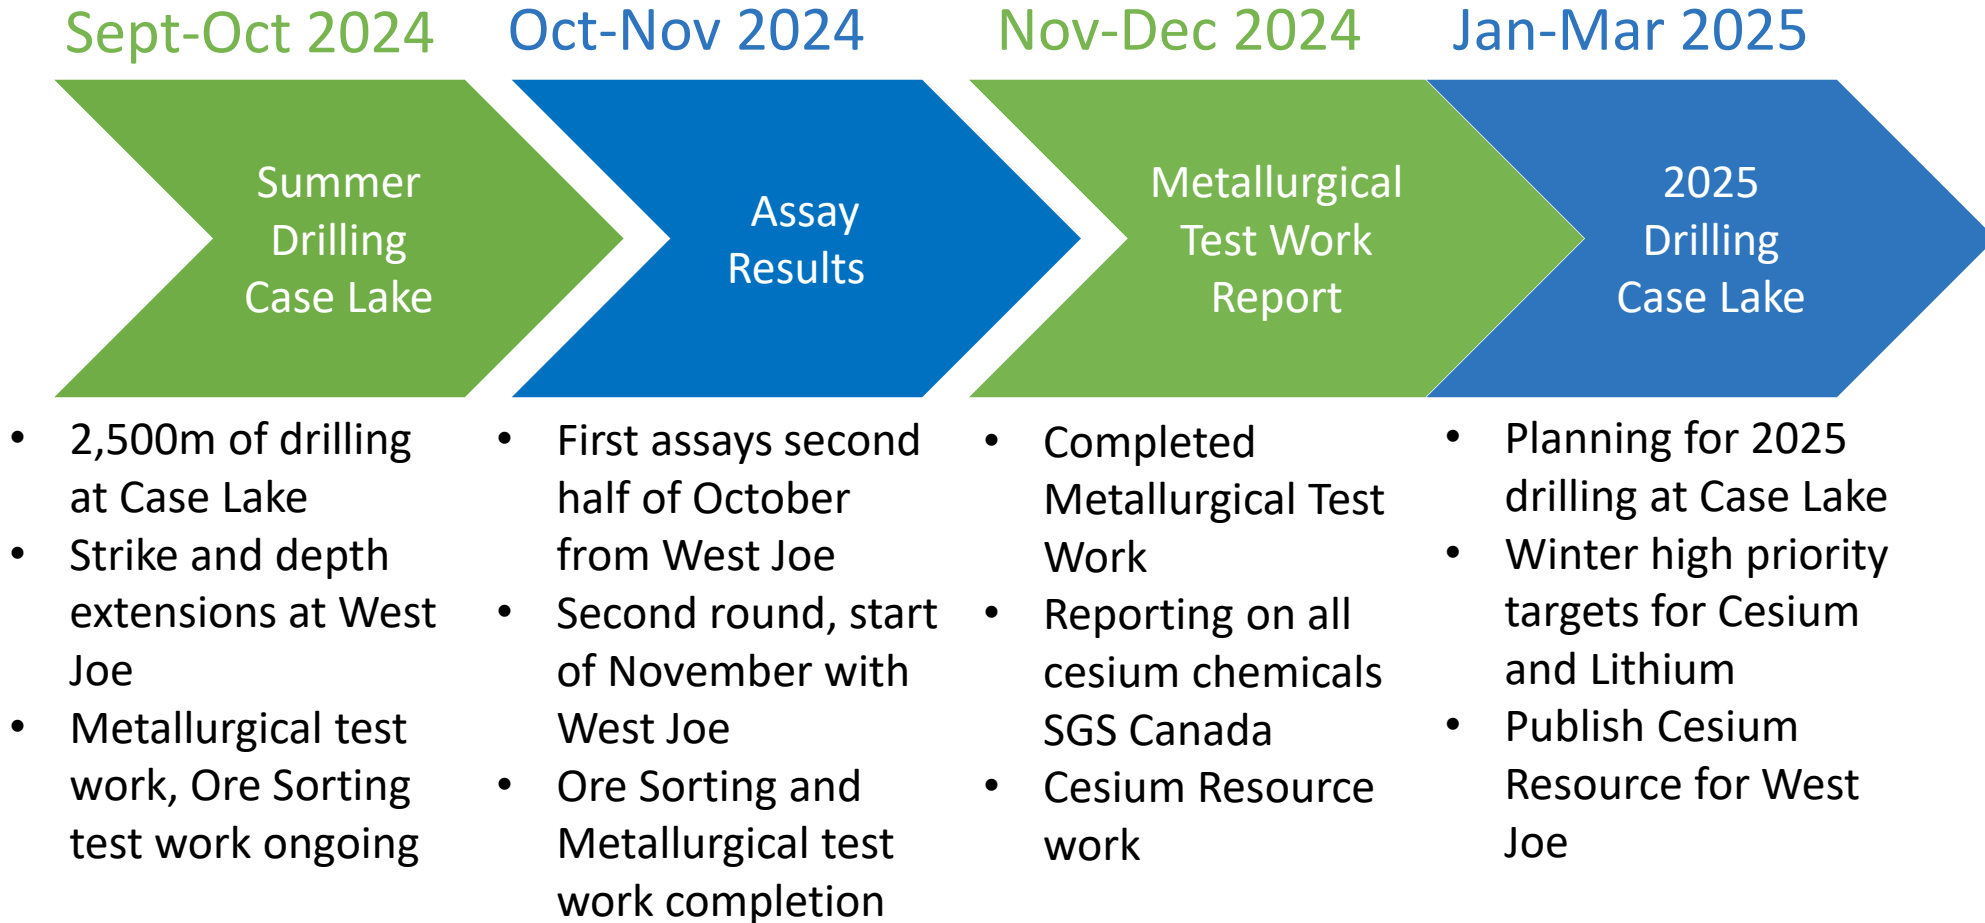 Sept-Oct 2024
Oct-Nov 2024
Nov-Dec 2024
Jan-Mar 2025
Summer
Drilling
Case Lake
Assay
Results
Metallurgical
Test Work
Report
2025
Drilling
Case Lake
• 2,500m of drilling
at Case Lake
• Strike and depth
extensions at West
Joe
• Metallurgical test
work, Ore Sorting
test work ongoing
• First assays second
half of October
from West Joe
• Second round, start
of November with
West Joe
• Ore Sorting and
Metallurgical test
work completion
• Completed
Metallurgical Test
Work
• Reporting on all
cesium chemicals
SGS Canada
• Cesium Resource
work
• Planning for 2025
drilling at Case Lake
• Winter high priority
targets for Cesium
and Lithium
• Publish Cesium
Resource for West
Joe